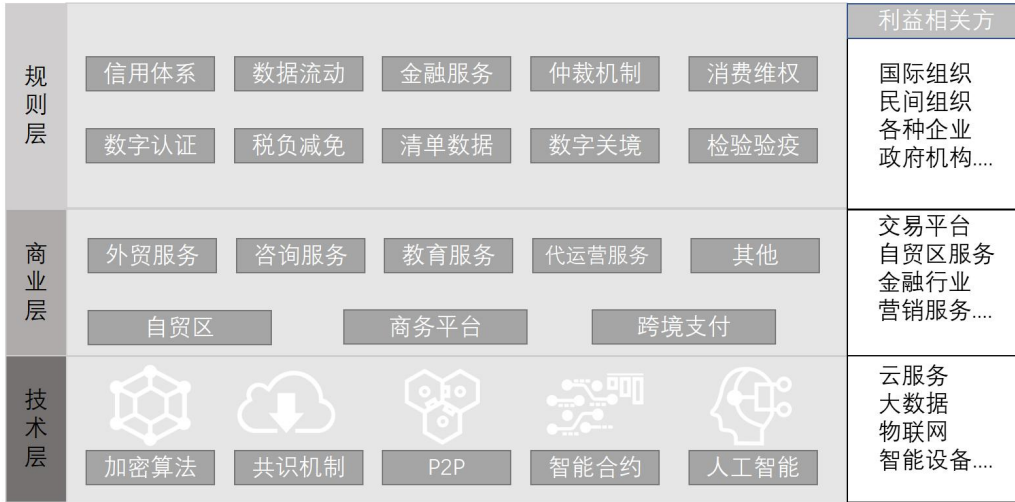 利益相关方
规则层
信用体系 数据流动 金融服务 仲裁机制 消费维权
数字认证 税负减免 清单数据 数字关境 检验验疫
国际组织
民间组织
各种企业
政府机构....
商业层
外贸服务 咨询服务 教育服务 代运营服务 其他
自贸区 商务平台 跨境支付
交易平台
自贸区服务
金融行业
营销服务....
技术层
加密算法 共识机制 P2P 智能合约 人工智能
云服务
大数据
物联网
智能设备....